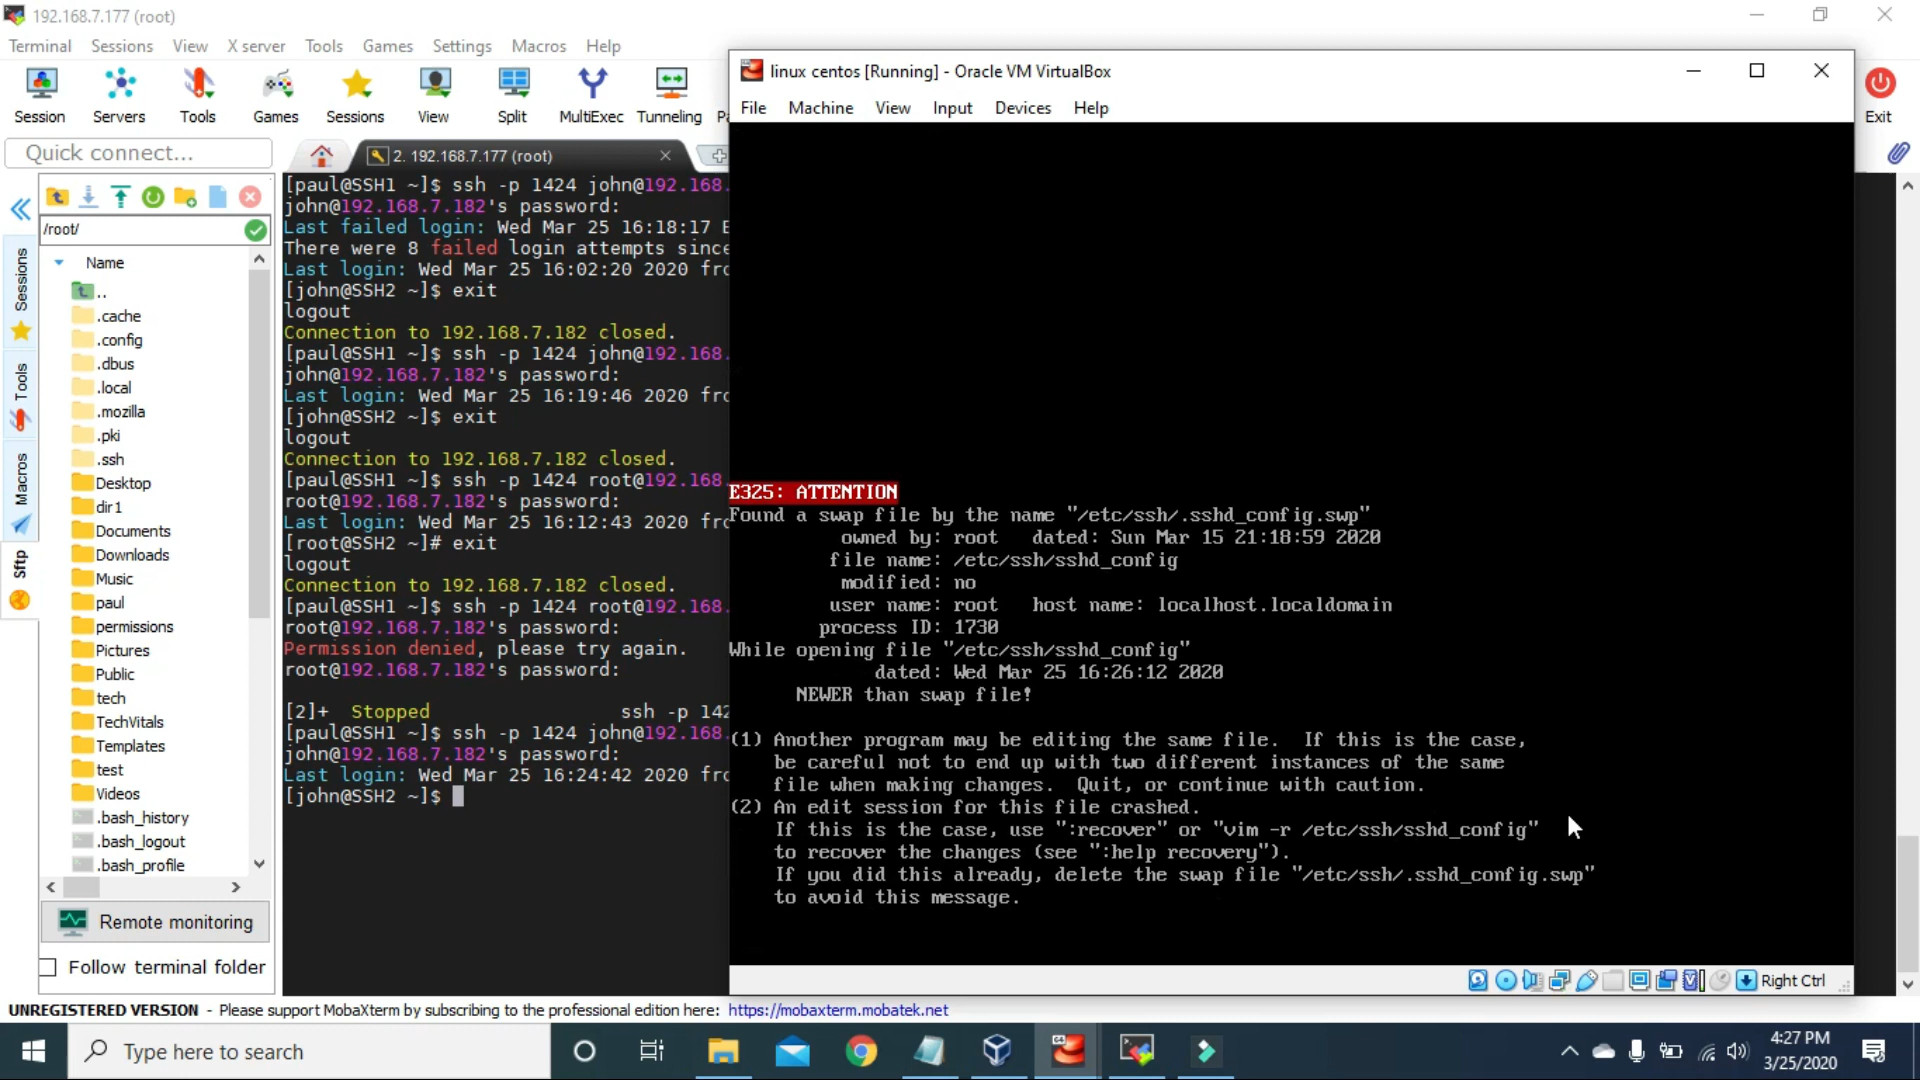 192.168.7.177 (root)
Terminal Sessions View X server Tools Games Settings Macros Help
Session Servers Tools Games Sessions View Split MultiExec Tunneling
Exit
Quick connect...
2. 192.168.7.177 (root)
/root/
Name
..
.cache
.config
.dbus
.local
.mozilla
.pki
.ssh
Desktop
dir1
Documents
Downloads
Music
paul
permissions
Pictures
Public
tech
TechVitals
Templates
test
Videos
.bash_history
.bash_logout
.bash_profile
Remote monitoring
Follow terminal folder
Sessions
Tools
Macros
Sftp
[paul@SSH1 ~]$ ssh -p 1424 john@192.168.
john@192.168.7.182's password:
Last failed login: Wed Mar 25 16:18:17 E
There were 8 failed login attempts since
Last login: Wed Mar 25 16:02:20 2020 fro
[john@SSH2 ~]$ exit
logout
Connection to 192.168.7.182 closed.
[paul@SSH1 ~]$ ssh -p 1424 john@192.168.
john@192.168.7.182's password:
Last login: Wed Mar 25 16:19:46 2020 fro
[john@SSH2 ~]$ exit
logout
Connection to 192.168.7.182 closed.
[paul@SSH1 ~]$ ssh -p 1424 root@192.168.
root@192.168.7.182's password:
Last login: Wed Mar 25 16:12:43 2020 fro
[root@SSH2 ~]# exit
logout
Connection to 192.168.7.182 closed.
[paul@SSH1 ~]$ ssh -p 1424 root@192.168.
root@192.168.7.182's password:
Permission denied, please try again.
root@192.168.7.182's password:
[2]+ Stopped ssh -p 142
[paul@SSH1 ~]$ ssh -p 1424 john@192.168.
john@192.168.7.182's password:
Last login: Wed Mar 25 16:24:42 2020 fro
[john@SSH2 ~]$
linux centos [Running] - Oracle VM VirtualBox
File Machine View Input Devices Help
E325: ATTENTION
Found a swap file by the name "/etc/ssh/.sshd_config.swp"
owned by: root dated: Sun Mar 15 21:18:59 2020
file name: /etc/ssh/sshd_config
modified: no
user name: root host name: localhost.localdomain
process ID: 1730
While opening file "/etc/ssh/sshd_config"
dated: Wed Mar 25 16:26:12 2020
NEWER than swap file!
(1) Another program may be editing the same file. If this is the case,
be careful not to end up with two different instances of the same
file when making changes. Quit, or continue with caution.
(2) An edit session for this file crashed.
If this is the case, use ":recover" or "vim -r /etc/ssh/sshd_config"
to recover the changes (see ":help recovery").
If you did this already, delete the swap file "/etc/ssh/.sshd_config.swp"
to avoid this message.
Right Ctrl
UNREGISTERED VERSION - Please support MobaXterm by subscribing to the professional edition here: https://mobaxterm.mobatek.net
Type here to search
4:27 PM
3/25/2020